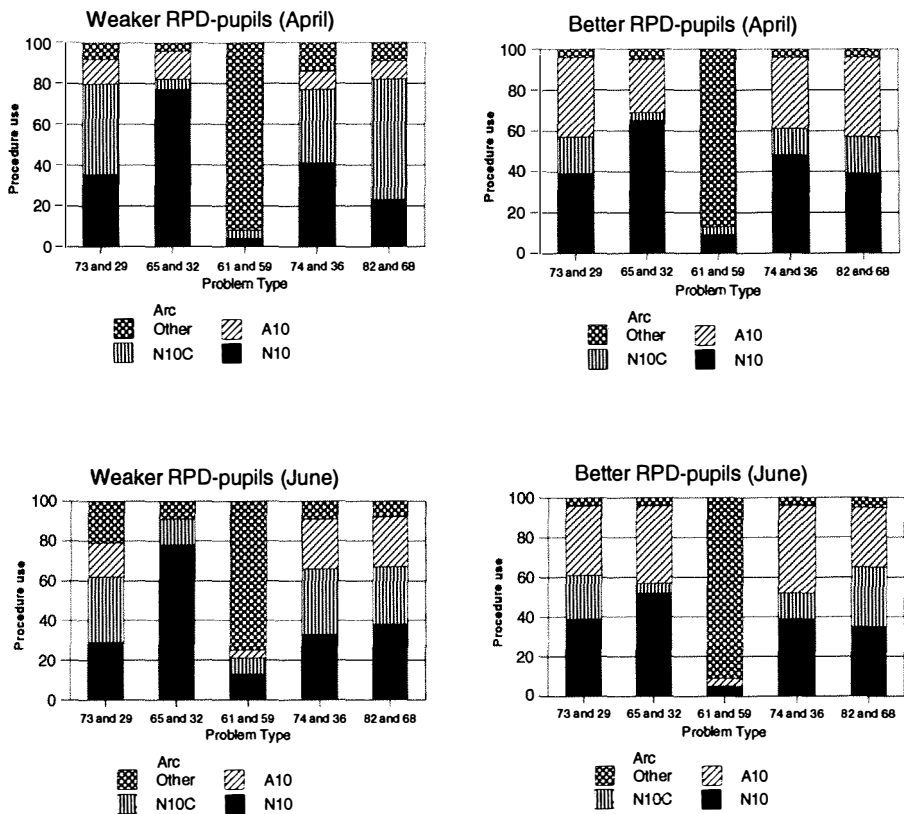 Weaker RPD-pupils (April)
100
80
60
40
20
0
Procedure use
73 and 29 65 and 32 61 and 59 74 and 36 82 and 68
Problem Type
Arc
Other A10
N10C N10
Better RPD-pupils (April)
100
80
60
40
20
0
Procedure use
73 and 29 65 and 32 61 and 59 74 and 36 82 and 68
Problem Type
Arc
Other A10
N10C N10
Weaker RPD-pupils (June)
100
80
60
40
20
0
Procedure use
73 and 29 65 and 32 61 and 59 74 and 36 82 and 68
Problem Type
Arc
Other A10
N10C N10
Better RPD-pupils (June)
100
80
60
40
20
0
Procedure use
73 and 29 65 and 32 61 and 59 74 and 36 82 and 68
Problem Type
Arc
Other A10
N10C N10